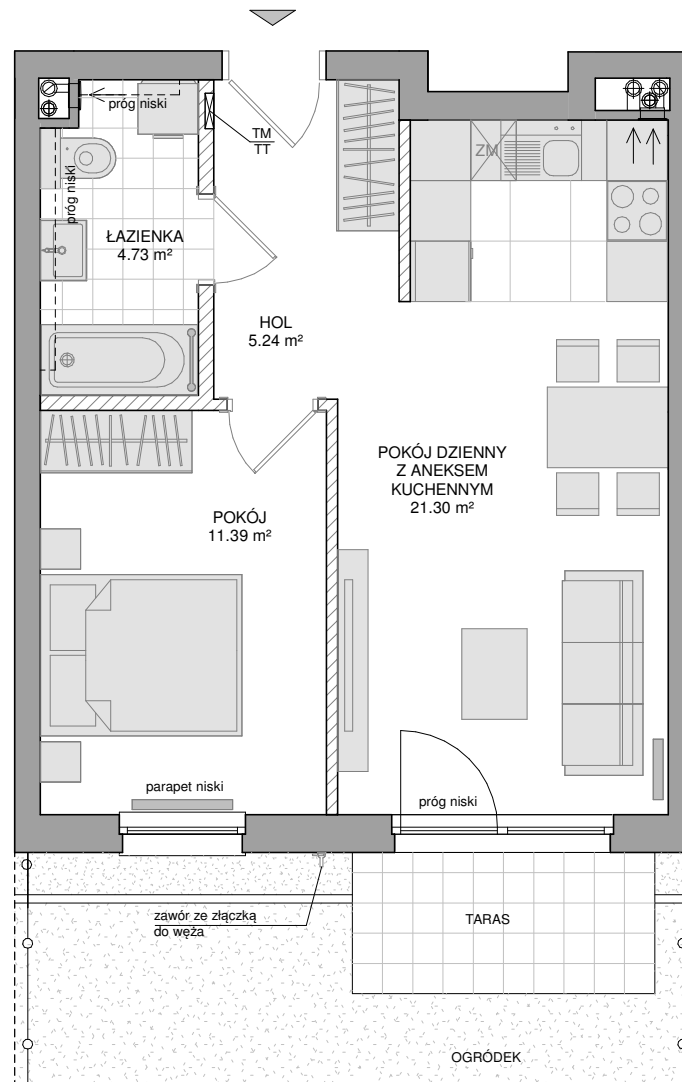 próg niski
TM
TT
ZM
próg niski
ŁAZIENKA
4.73 m²
HOL
5.24 m²
POKÓJ DZIENNY
Z ANEKSEM
KUCHENNYM
21.30 m²
POKÓJ
11.39 m²
parapet niski
próg niski
zawór ze złączką
do węża
TARAS
OGRÓDEK